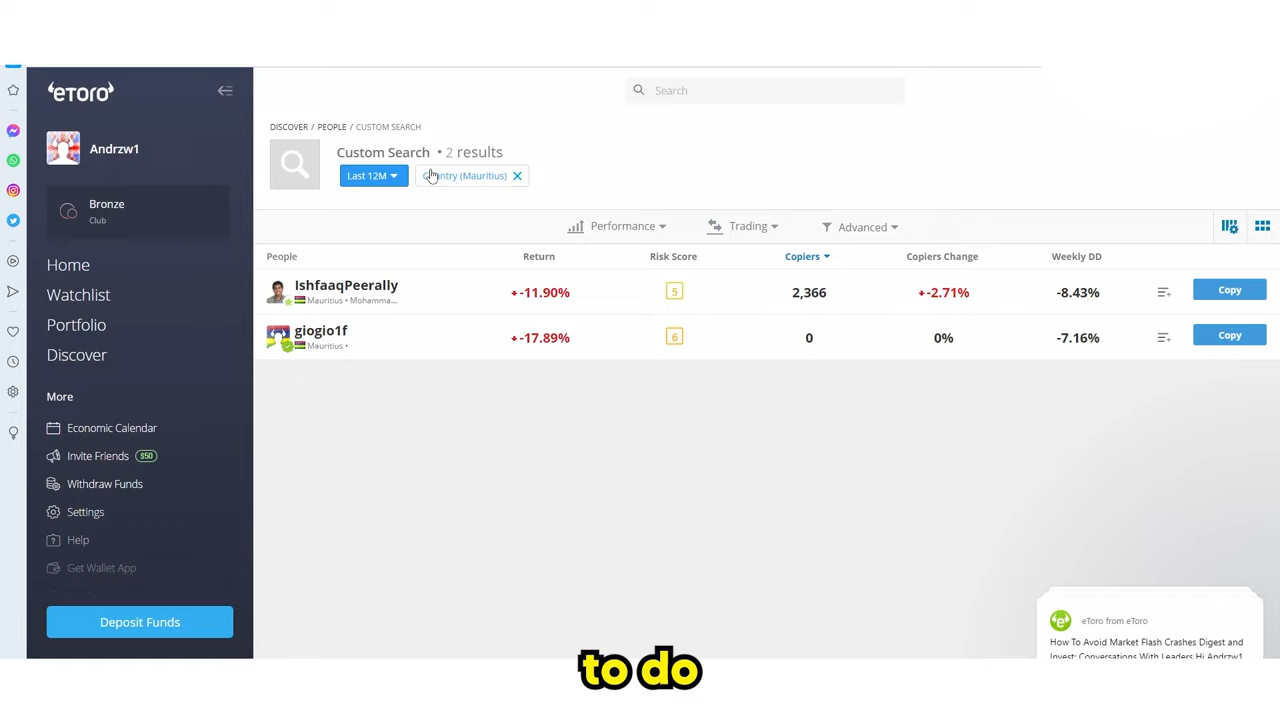 eToro
Search
Andrzw1
Bronze
Club
Home
Watchlist
Portfolio
Discover
More
Economic Calendar
Invite Friends $50
Withdraw Funds
Settings
Help
Get Wallet App
Deposit Funds
DISCOVER / PEOPLE / CUSTOM SEARCH
Custom Search • 2 results
Last 12M
Country (Mauritius)
Performance Trading Advanced
People Return Risk Score Copiers Copiers Change Weekly DD
IshfaaqPeerally -11.90% 5 2,366 -2.71% -8.43% Copy
Mauritius • Mohamma...
giogio1f -17.89% 6 0 0% -7.16% Copy
Mauritius •
eToro from eToro
How To Avoid Market Flash Crashes Digest and
Invest: Conversations With Leaders Hi Andrzw1
to do